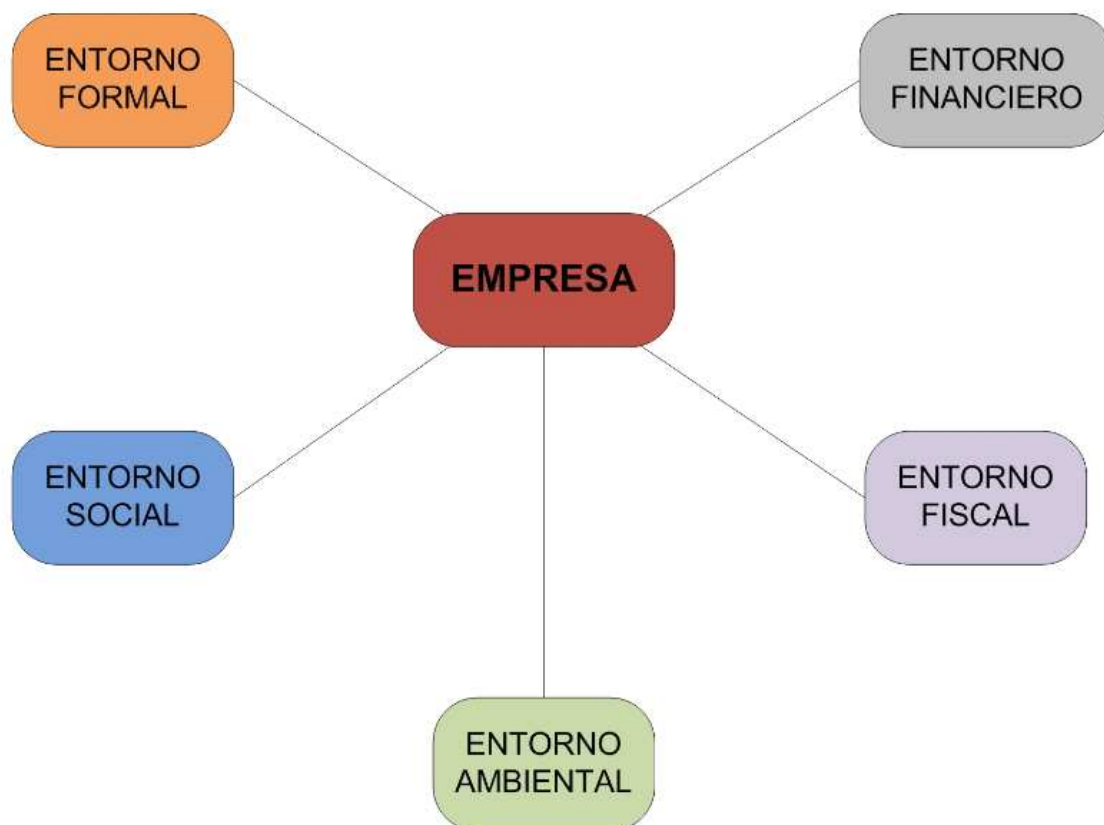 ENTORNO
FORMAL
ENTORNO
FINANCIERO
EMPRESA
ENTORNO
SOCIAL
ENTORNO
FISCAL
ENTORNO
AMBIENTAL